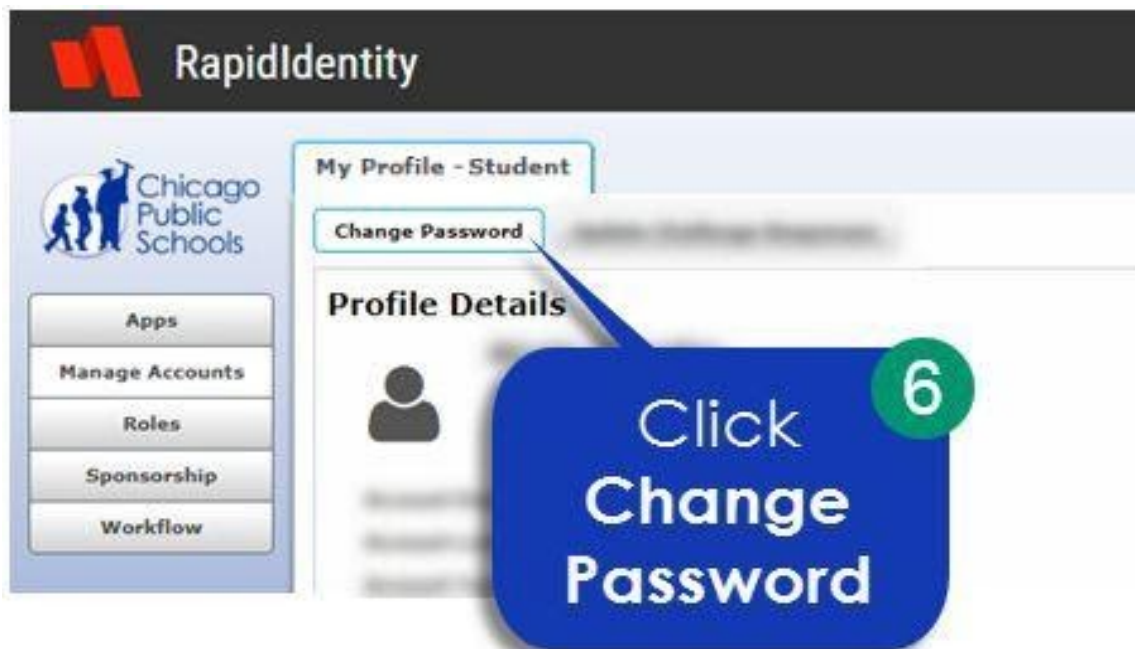 RapidIdentity
Chicago
Public
Schools
My Profile - Student
Change Password
Profile Details
Apps
Manage Accounts
Roles
Sponsorship
Workflow
6
Click
Change
Password